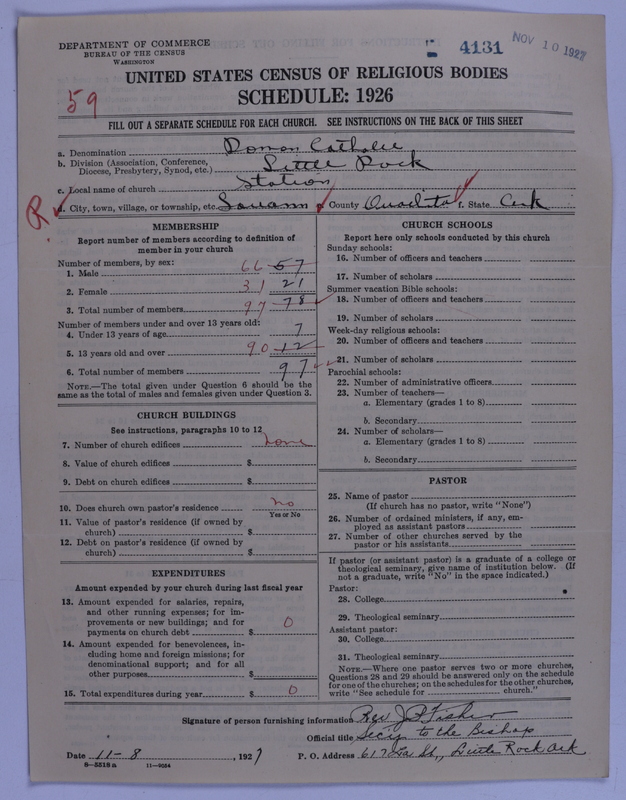 DEPARTMENT OF COMMERCE
BUREAU OF THE CENSUS
WASHINGTON
4131
NOV 10 1927
UNITED STATES CENSUS OF RELIGIOUS BODIES
59
SCHEDULE: 1926
FILL OUT A SEPARATE SCHEDULE FOR EACH CHURCH. SEE INSTRUCTIONS ON THE BACK OF THIS SHEET
a. Denomination Roman Catholic
b. Division (Association, Conference, Diocese, Presbytery, Synod, etc.) Little Rock
c. Local name of church Station
R
d. City, town, village, or township, etc. e. County Ouachita f. State Ark
MEMBERSHIP
Report number of members according to definition of
member in your church
Number of members, by sex:
1. Male 66 57
2. Female 31 21
3. Total number of members 97 78
Number of members under and over 13 years old:
4. Under 13 years of age 7
5. 13 years old and over 90 12
6. Total number of members 97
NOTE.—The total given under Question 6 should be the
same as the total of males and females given under Question 3.
CHURCH BUILDINGS
See instructions, paragraphs 10 to 12
7. Number of church edifices none
8. Value of church edifices $
9. Debt on church edifices $
10. Does church own pastor's residence no
Yes or No
11. Value of pastor's residence (if owned by
church) $
12. Debt on pastor's residence (if owned by
church) $
EXPENDITURES
Amount expended by your church during last fiscal year
13. Amount expended for salaries, repairs,
and other running expenses; for im-
provements or new buildings; and for
payments on church debt $ 0
14. Amount expended for benevolences, in-
cluding home and foreign missions; for
denominational support; and for all
other purposes $
15. Total expenditures during year $ 0
CHURCH SCHOOLS
Report here only schools conducted by this church
Sunday schools:
16. Number of officers and teachers
17. Number of scholars
Summer vacation Bible schools:
18. Number of officers and teachers
19. Number of scholars
Week-day religious schools:
20. Number of officers and teachers
21. Number of scholars
Parochial schools:
22. Number of administrative officers
23. Number of teachers—
a. Elementary (grades 1 to 8)
b. Secondary
24. Number of scholars—
a. Elementary (grades 1 to 8)
b. Secondary
PASTOR
25. Name of pastor
(If church has no pastor, write "None")
26. Number of ordained ministers, if any, em-
ployed as assistant pastors
27. Number of other churches served by the
pastor or his assistants
If pastor (or assistant pastor) is a graduate of a college or
theological seminary, give name of institution below. (If
not a graduate, write "No" in the space indicated.)
Pastor:
28. College
29. Theological seminary
Assistant pastor:
30. College
31. Theological seminary
NOTE.—Where one pastor serves two or more churches,
Questions 28 and 29 should be answered only on the schedule
for one of the churches; on the schedules for the other churches,
write "See schedule for church."
Signature of person furnishing information Rev J P Fisher
Official title Sec'y to the Bishop
Date 11-8, 1927 P. O. Address 617 La St., Little Rock Ark
8-5518a 11-9054